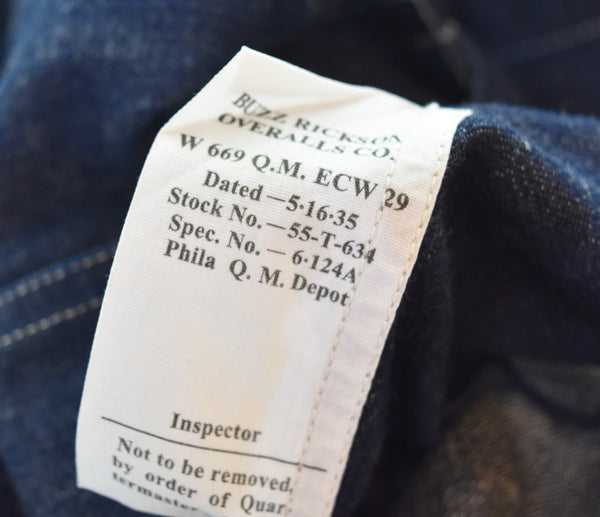 BUZZ RICKSON
OVERALLS CO.
W 669 Q.M. ECW 29
Dated—5·16·35
Stock No.—55-T-634
Spec. No. — 6·124A
Phila Q. M. Depot
Inspector
Not to be removed,
by order of Quar
termaster